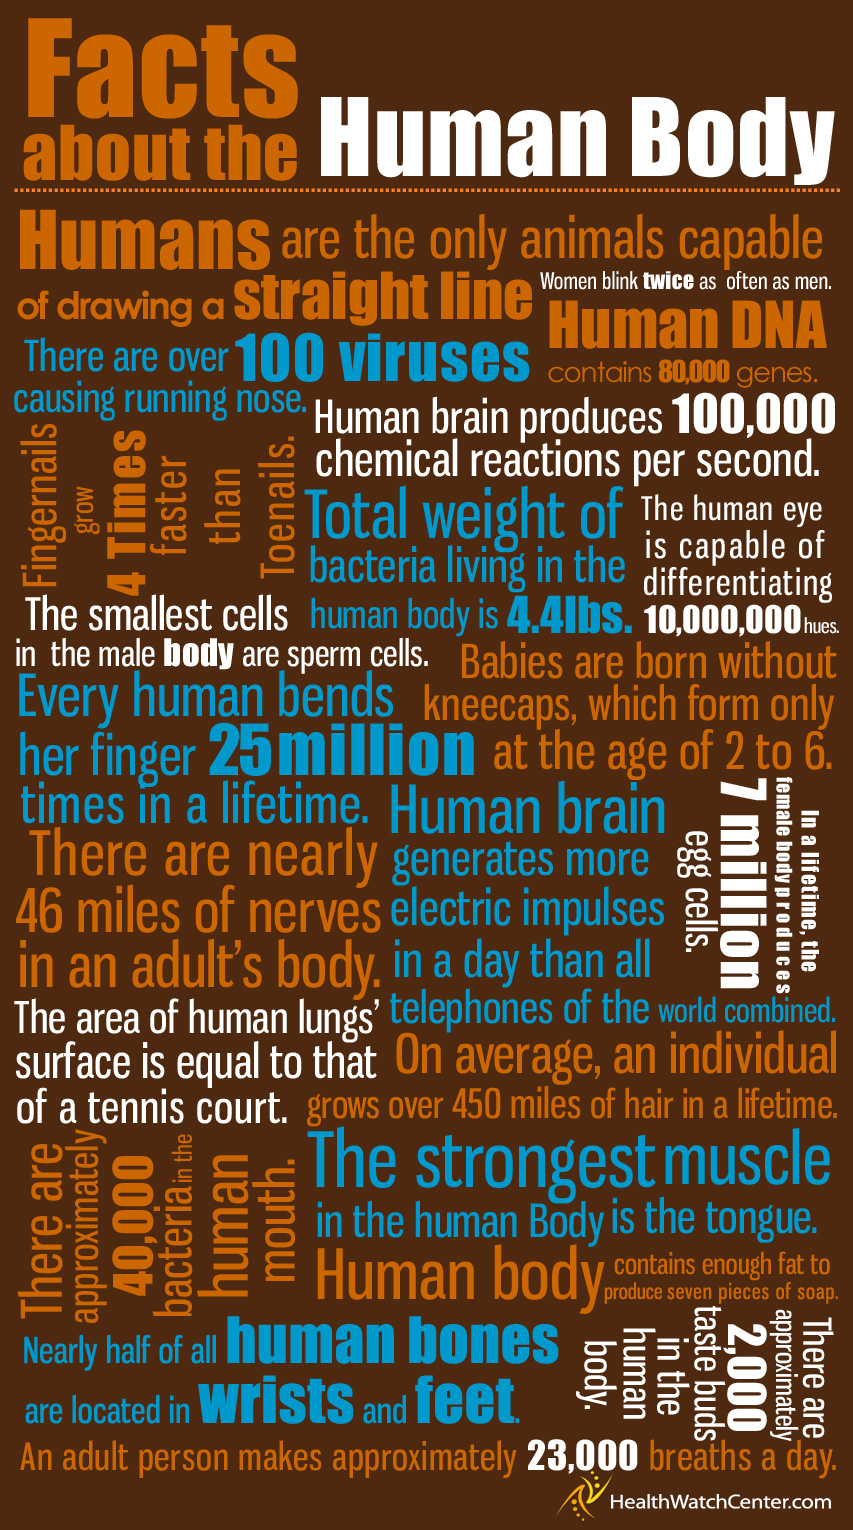 Facts
about the Human Body
Humans are the only animals capable
of drawing a straight line
Women blink twice as often as men.
Human DNA
contains 80,000 genes.
There are over 100 viruses
causing running nose.
Human brain produces 100,000
chemical reactions per second.
Fingernails
grow
4 Times
faster
than
Toenails.
Total weight of
bacteria living in the
human body is 4.4lbs.
The human eye
is capable of
differentiating
10,000,000 hues.
The smallest cells
in the male body are sperm cells.
Babies are born without
kneecaps, which form only
at the age of 2 to 6.
Every human bends
her finger 25 million
times in a lifetime.
Human brain
generates more
electric impulses
in a day than all
telephones of the world combined.
In a lifetime, the
female body produces
7 million
egg cells.
There are nearly
46 miles of nerves
in an adult's body.
The area of human lungs'
surface is equal to that
of a tennis court.
On average, an individual
grows over 450 miles of hair in a lifetime.
There are
approximately
40,000
bacteria in the
human
mouth.
The strongest muscle
in the human Body is the tongue.
Human body contains enough fat to
produce seven pieces of soap.
Nearly half of all human bones
are located in wrists and feet.
There are
approximately
2,000
taste buds
in the
human
body.
An adult person makes approximately 23,000 breaths a day.
HealthWatchCenter.com